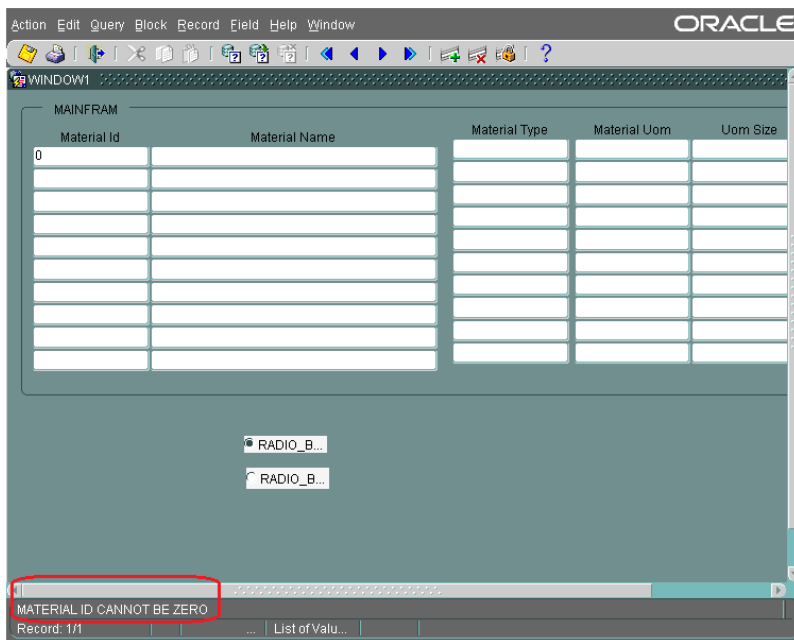 Action Edit Query Block Record Field Help Window
ORACLE
WINDOW1
MAINFRAM
Material Id Material Name Material Type Material Uom Uom Size
0
RADIO_B...
RADIO_B...
MATERIAL ID CANNOT BE ZERO
Record: 1/1 ... List of Valu...